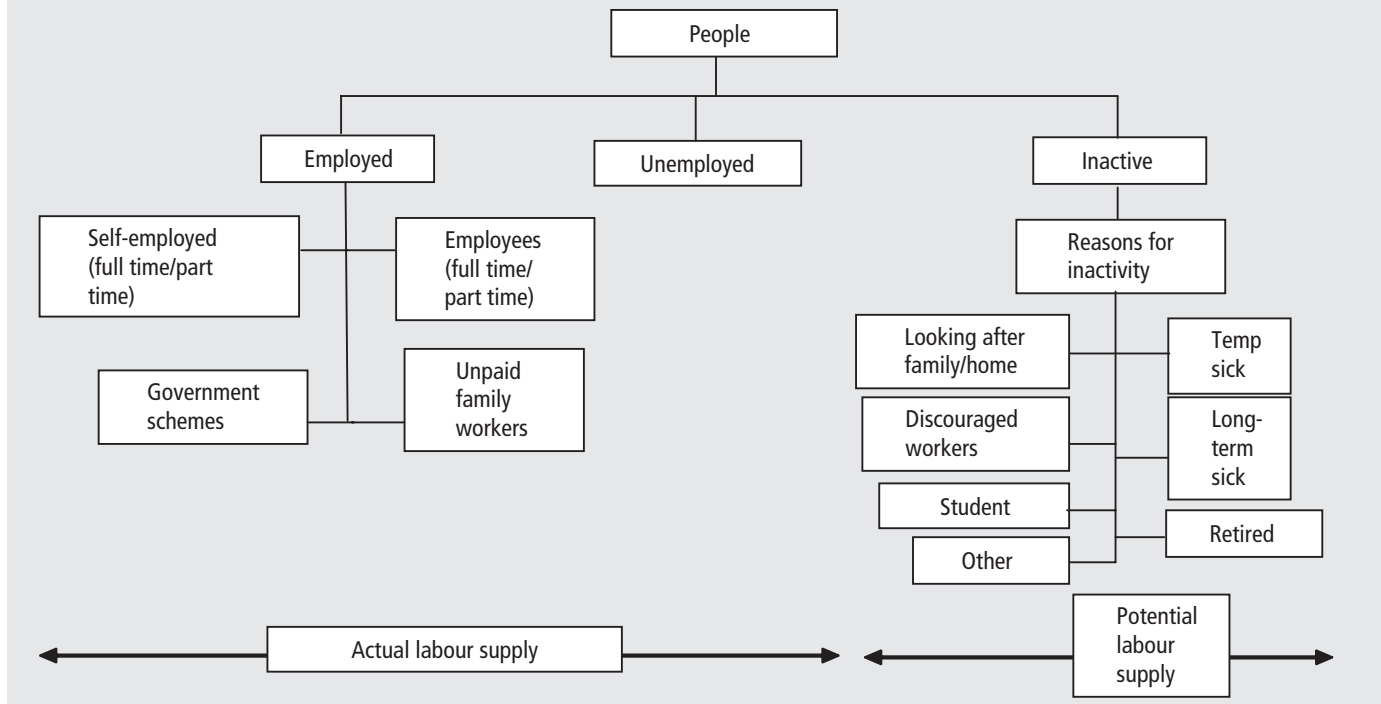 People
Employed
Unemployed
Inactive
Self-employed
(full time/part
time)
Employees
(full time/
part time)
Reasons for
inactivity
Government
schemes
Unpaid
family
workers
Looking after
family/home
Temp
sick
Discouraged
workers
Long-
term
sick
Student
Retired
Other
Actual labour supply
Potential
labour
supply